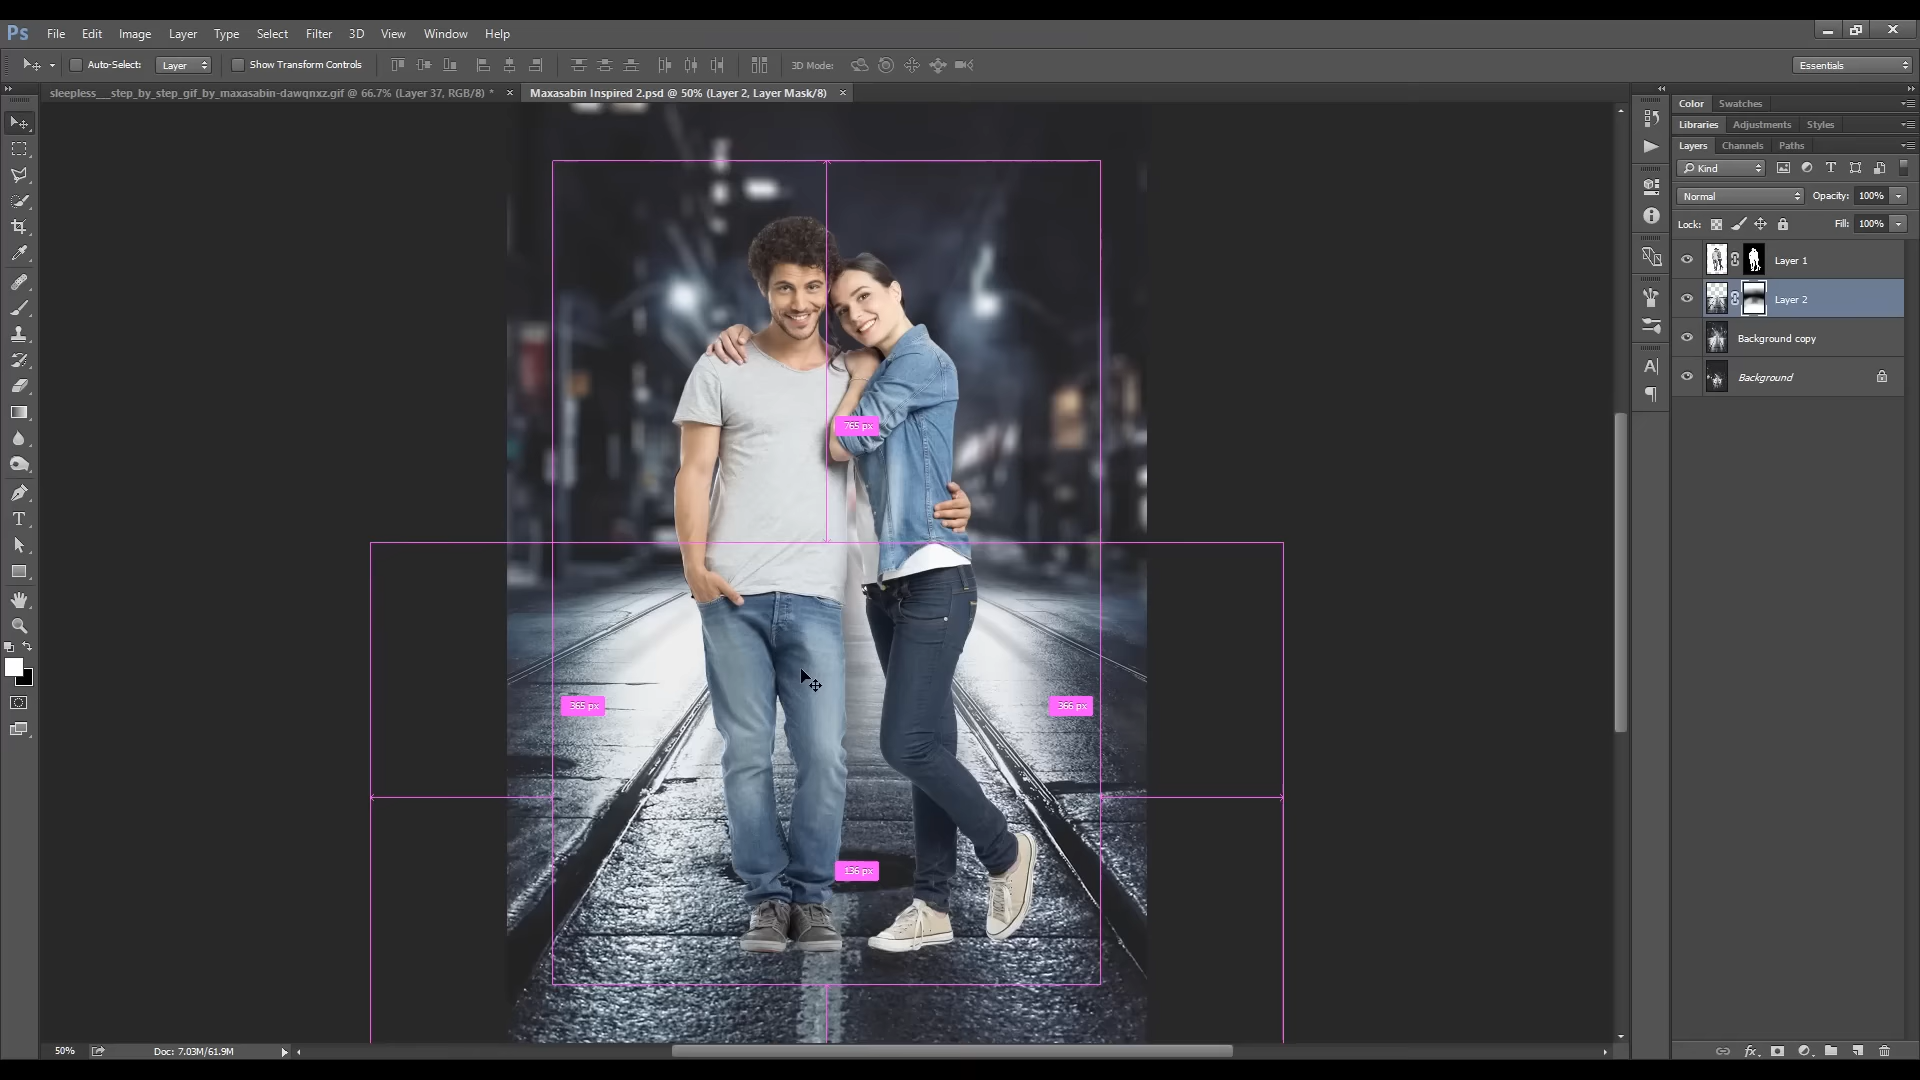 Ps File Edit Image Layer Type Select Filter 3D View Window Help
Auto-Select: Layer Show Transform Controls 3D Mode: Essentials
sleepless___step_by_step_gif_by_maxasabin-dawqnxz.gif @ 66.7% (Layer 37, RGB/8) * × Maxasabin Inspired 2.psd @ 50% (Layer 2, Layer Mask/8) ×
Color Swatches
Libraries Adjustments Styles
Layers Channels Paths
Kind
Normal Opacity: 100%
Lock: Fill: 100%
Layer 1
Layer 2
Background copy
Background
765 px
365 px
366 px
136 px
50% Doc: 7.03M/61.9M